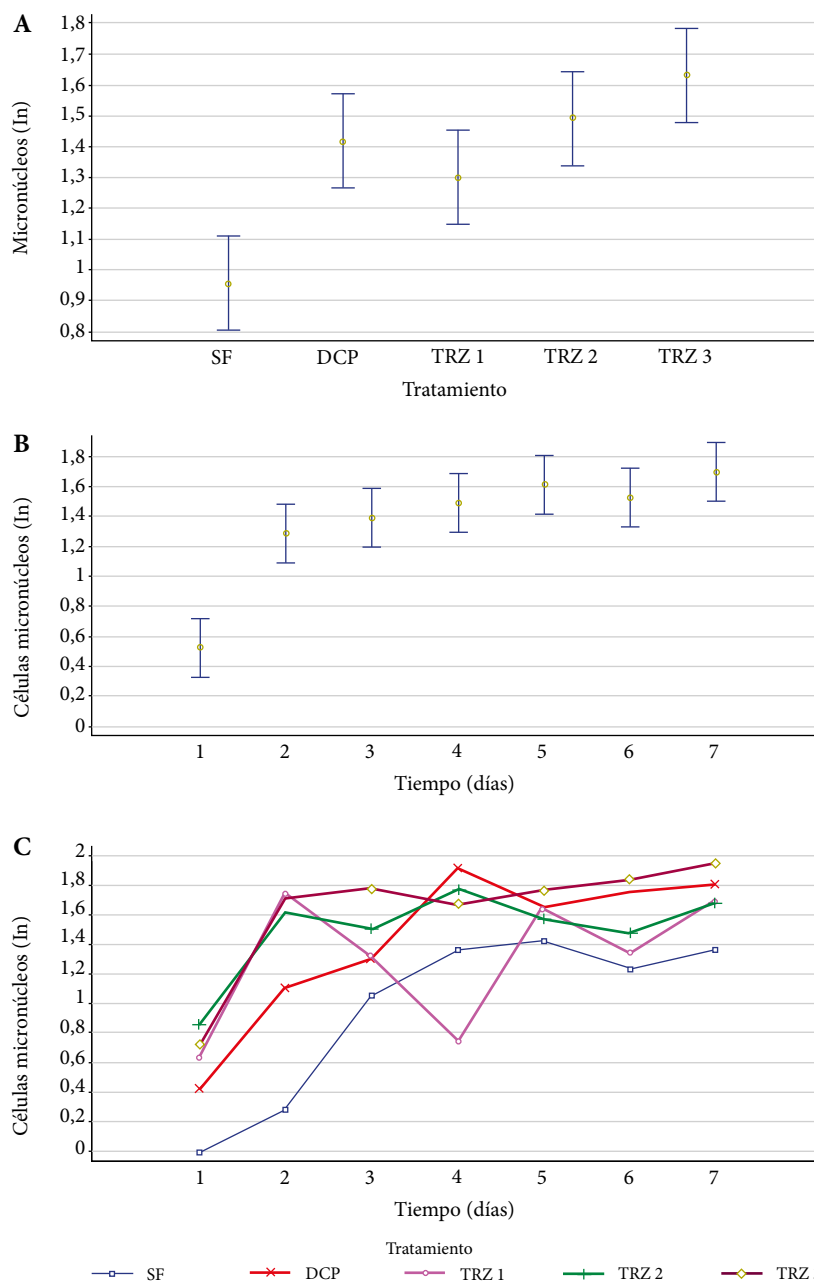 A
Micronúcleos (In)
1,8
1,7
1,6
1,5
1,4
1,3
1,2
1,1
1
0,9
0,8
SF DCP TRZ 1 TRZ 2 TRZ 3
Tratamiento
B
Células micronúcleos (In)
1,8
1,6
1,4
1,2
1
0,8
0,6
0,4
0,2
0
1 2 3 4 5 6 7
Tiempo (días)
C
Células micronúcleos (In)
2
1,8
1,6
1,4
1,2
1
0,8
0,6
0,4
0,2
0
1 2 3 4 5 6 7
Tiempo (días)
Tratamiento
SF DCP TRZ 1 TRZ 2 TRZ